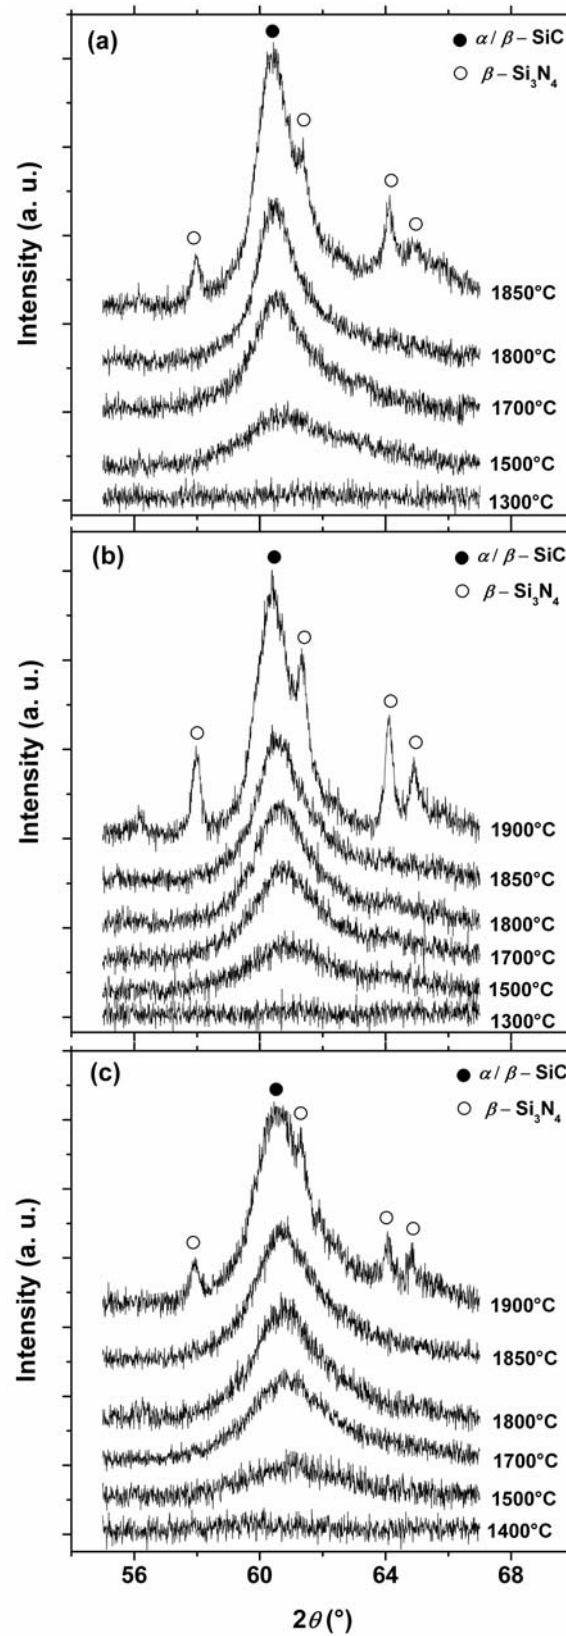 (a)
● α/β – SiC
○ β – Si₃N₄
Intensity (a. u.)
1850°C
1800°C
1700°C
1500°C
1300°C
(b)
● α/β – SiC
○ β – Si₃N₄
Intensity (a. u.)
1900°C
1850°C
1800°C
1700°C
1500°C
1300°C
(c)
● α/β – SiC
○ β – Si₃N₄
Intensity (a. u.)
1900°C
1850°C
1800°C
1700°C
1500°C
1400°C
56 60 64 68
2θ (°)